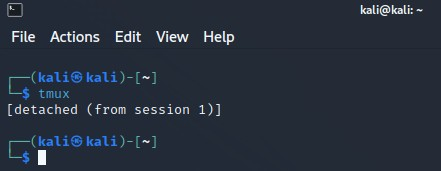 kali@kali: ~
File Actions Edit View Help
┌──(kali㉿kali)-[~]
└─$ tmux
[detached (from session 1)]
┌──(kali㉿kali)-[~]
└─$